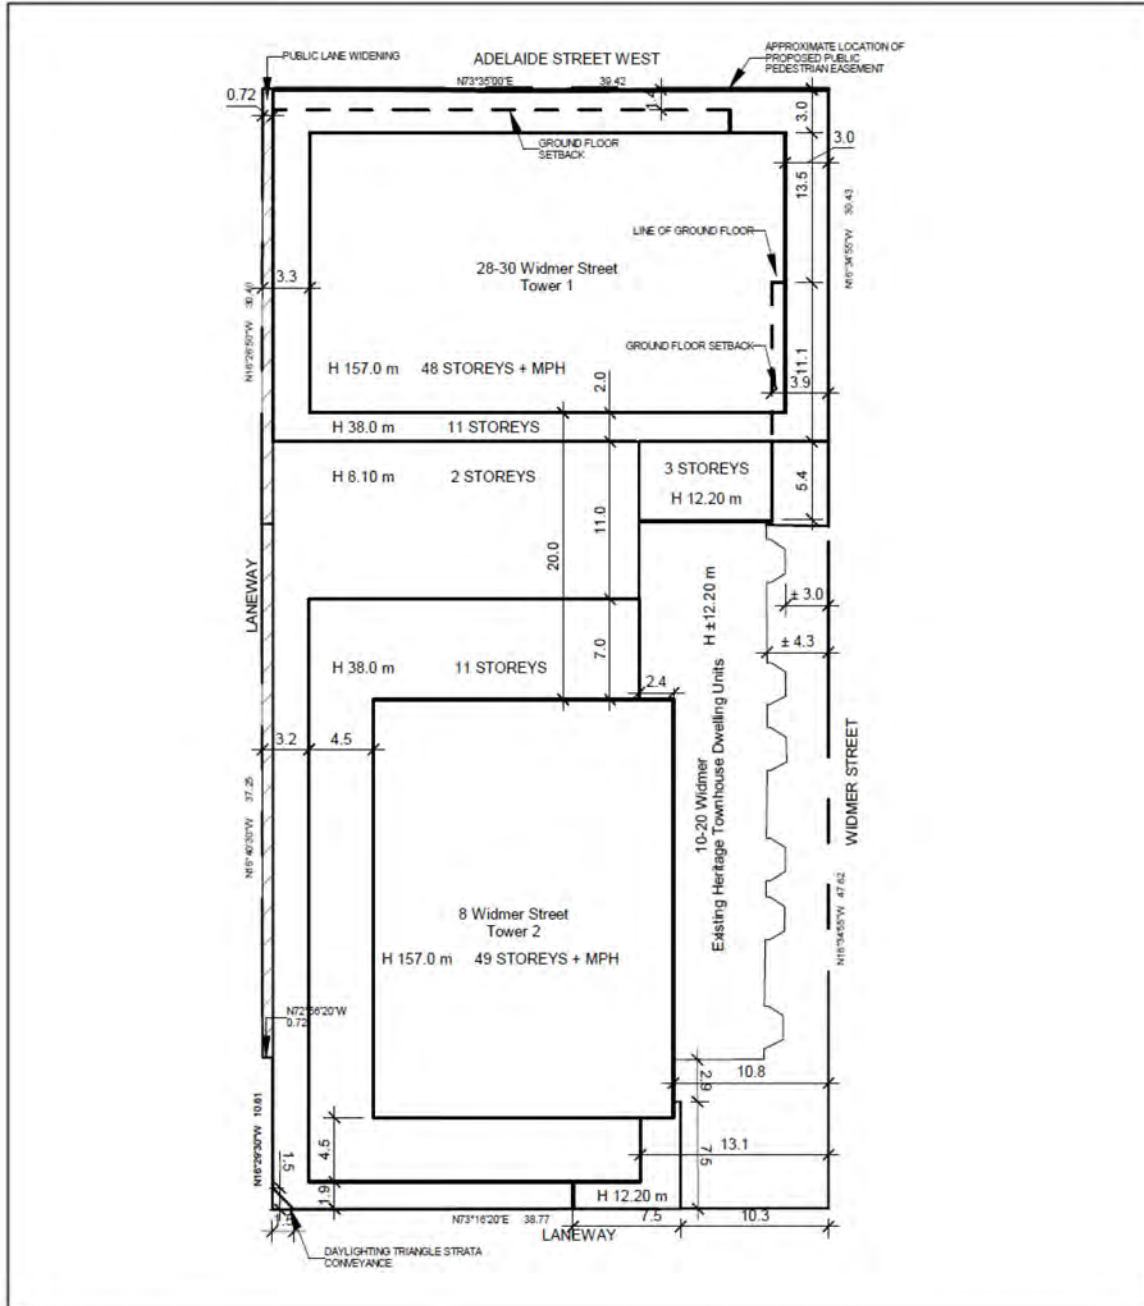 PUBLIC LANE WIDENING
ADELAIDE STREET WEST
APPROXIMATE LOCATION OF
PROPOSED PUBLIC
PEDESTRIAN EASEMENT
N73°35'00"E 39.42
0.72
1.4
3.0
GROUND FLOOR
SETBACK
3.0
13.5
N16°34'55"W 30.43
LINE OF GROUND FLOOR
28-30 Widmer Street
Tower 1
3.3
N16°26'50"W
GROUND FLOOR SETBACK
11.1
3.9
H 157.0 m 48 STOREYS + MPH
2.0
H 38.0 m 11 STOREYS
H 8.10 m 2 STOREYS
3 STOREYS
H 12.20 m
5.4
11.0
20.0
LANEWAY
± 3.0
± 4.3
H 38.0 m 11 STOREYS
7.0
2.4
10-20 Widmer
Existing Heritage Townhouse Dwelling Units H ±12.20 m
3.2
4.5
WIDMER STREET
N16°40'30"W 37.25
8 Widmer Street
Tower 2
H 157.0 m 49 STOREYS + MPH
N16°34'55"W 47.62
N72°56'20"W
0.72
2.9
10.8
N16°29'30"W 10.61
1.5
4.5
7.5
13.1
1.9
H 12.20 m
N73°16'20"E 38.77
7.5
10.3
LANEWAY
DAYLIGHTING TRIANGLE STRATA
CONVEYANCE